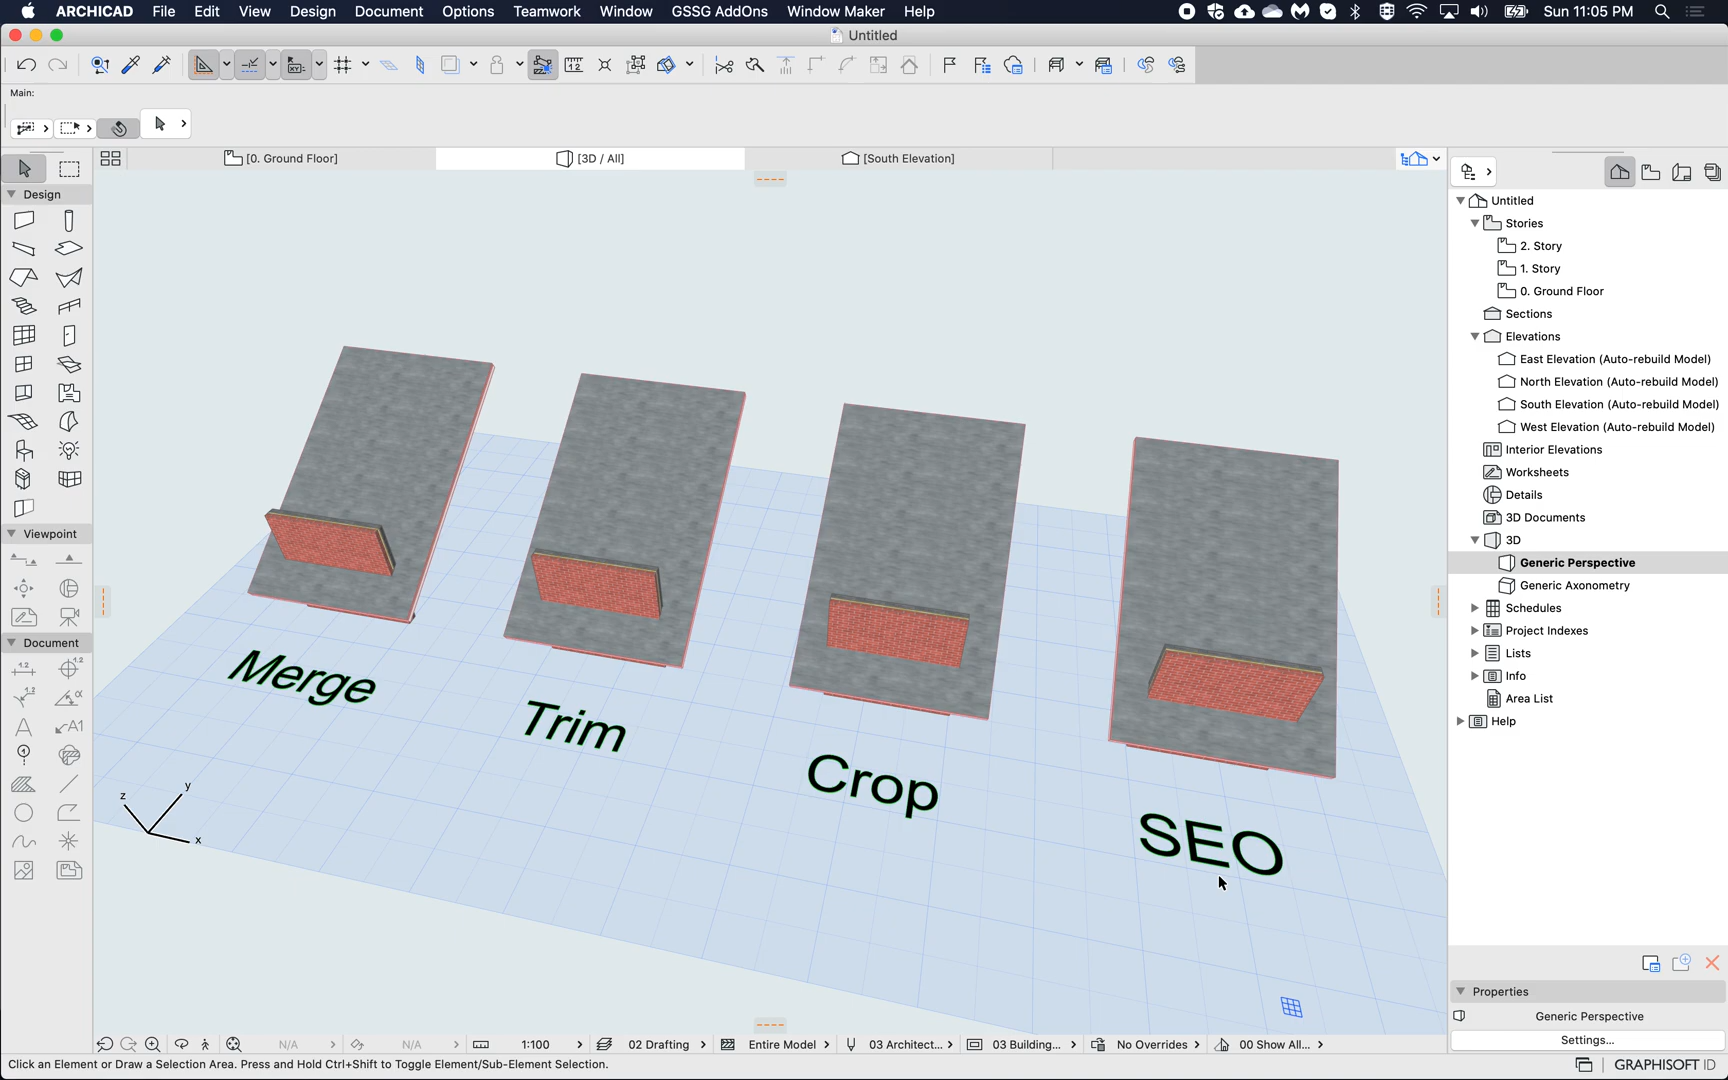 ARCHICAD File Edit View Design Document Options Teamwork Window GSSG AddOns Window Maker Help Sun 11:05 PM
Untitled
Main:
[0. Ground Floor] [3D / All] [South Elevation]
Design
Untitled
Stories
2. Story
1. Story
0. Ground Floor
Sections
Elevations
East Elevation (Auto-rebuild Model)
North Elevation (Auto-rebuild Model)
South Elevation (Auto-rebuild Model)
West Elevation (Auto-rebuild Model)
Interior Elevations
Worksheets
Details
3D Documents
3D
Generic Perspective
Generic Axonometry
Schedules
Project Indexes
Lists
Info
Area List
Help
Viewpoint
Document
Merge
Trim
Crop
SEO
z
y
x
Properties
Generic Perspective
Settings...
N/A N/A 1:100 02 Drafting Entire Model 03 Architect... 03 Building... No Overrides 00 Show All...
Click an Element or Draw a Selection Area. Press and Hold Ctrl+Shift to Toggle Element/Sub-Element Selection.
GRAPHISOFT ID